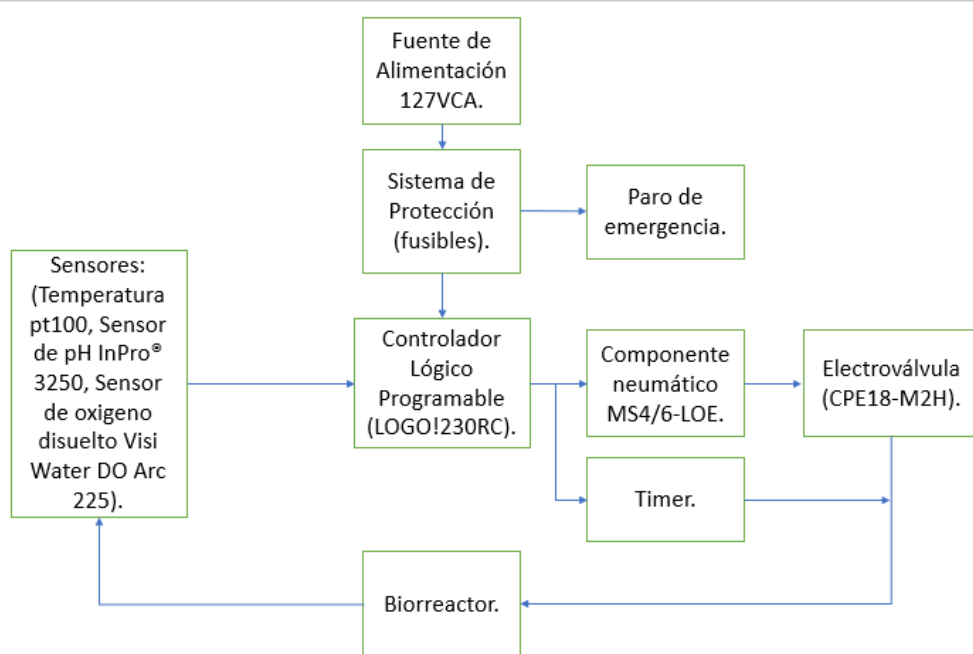 Fuente de
Alimentación
127VCA.
Sistema de
Protección
(fusibles).
Paro de
emergencia.
Sensores:
(Temperatura
pt100, Sensor
de pH InPro®
3250, Sensor
de oxigeno
disuelto Visi
Water DO Arc
225).
Controlador
Lógico
Programable
(LOGO!230RC).
Componente
neumático
MS4/6-LOE.
Electroválvula
(CPE18-M2H).
Timer.
Biorreactor.